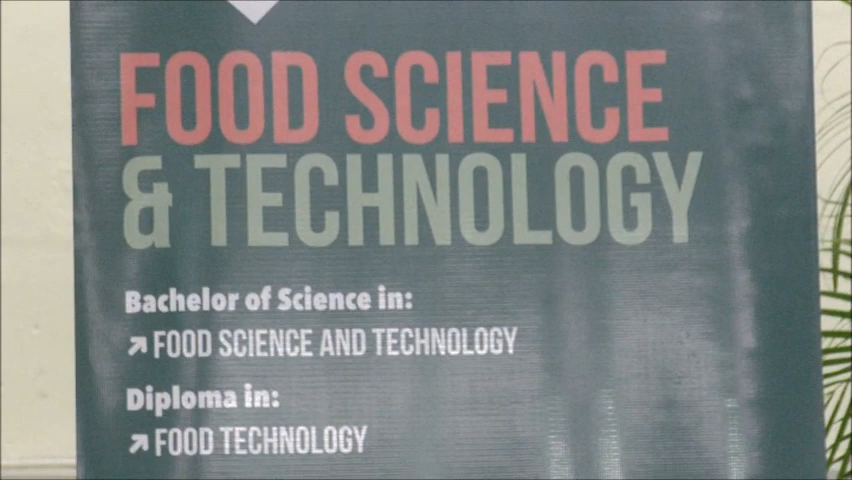 FOOD SCIENCE
& TECHNOLOGY
Bachelor of Science in:
↗ FOOD SCIENCE AND TECHNOLOGY
Diploma in:
↗ FOOD TECHNOLOGY